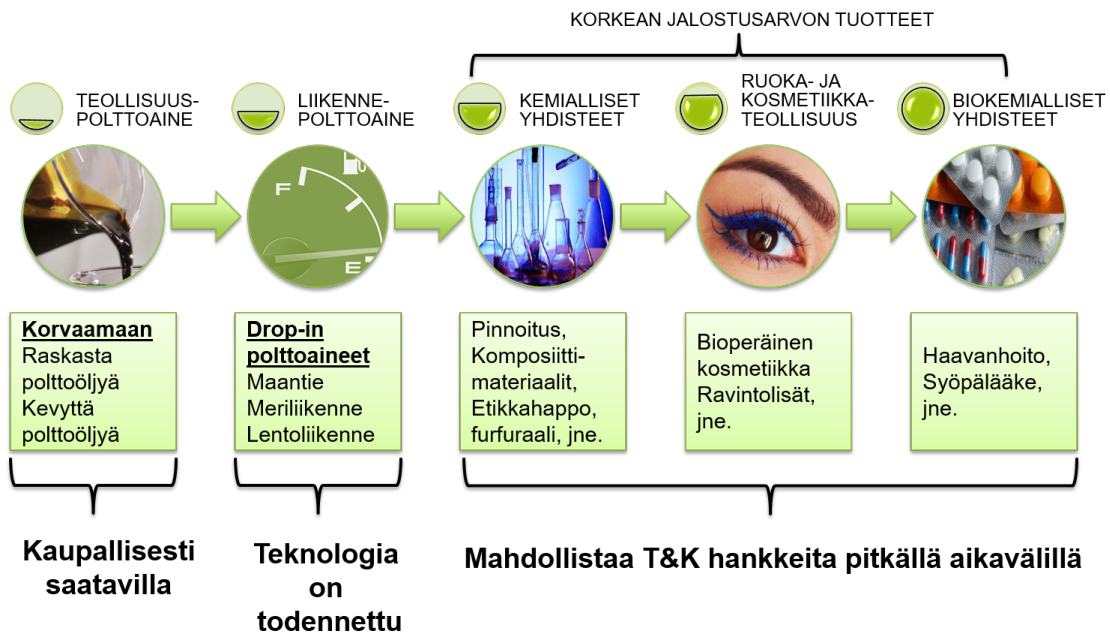 KORKEAN JALOSTUSARVON TUOTTEET
TEOLLISUUS-
POLTTOAINE
LIIKENNE-
POLTTOAINE
KEMIALLISET
YHDISTEET
RUOKA- JA
KOSMETIIKKA-
TEOLLISUUS
BIOKEMIALLISET
YHDISTEET
F
E
Korvaamaan
Raskasta
polttoöljyä
Kevyttä
polttoöljyä
Drop-in
polttoaineet
Maantie
Meriliikenne
Lentoliikenne
Pinnoitus,
Komposiitti-
materiaalit,
Etikkahappo,
furfuraali, jne.
Bioperäinen
kosmetiikka
Ravintolisät,
jne.
Haavanhoito,
Syöpälääke,
jne.
Kaupallisesti
saatavilla
Teknologia
on
todennettu
Mahdollistaa T&K hankkeita pitkällä aikavälillä